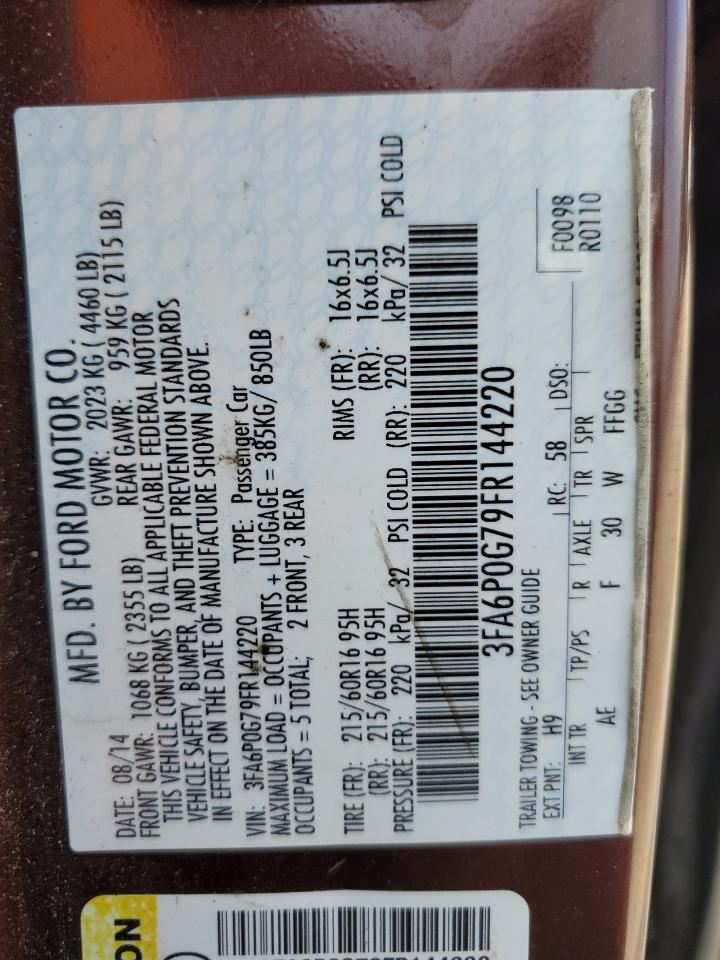 MFD. BY FORD MOTOR CO.
DATE: 08/14 GVWR: 2023 KG ( 4460 LB)
FRONT GAWR: 1068 KG ( 2355 LB) REAR GAWR: 959 KG ( 2115 LB)
THIS VEHICLE CONFORMS TO ALL APPLICABLE FEDERAL MOTOR
VEHICLE SAFETY, BUMPER, AND THEFT PREVENTION STANDARDS
IN EFFECT ON THE DATE OF MANUFACTURE SHOWN ABOVE.
VIN: 3FA6P0G79FR144220 TYPE: Passenger Car
MAXIMUM LOAD = OCCUPANTS + LUGGAGE = 385KG/ 850LB
OCCUPANTS = 5 TOTAL; 2 FRONT, 3 REAR
TIRE (FR): 215/60R16 95H RIMS (FR): 16x6.5J
(RR): 215/60R16 95H (RR): 16x6.5J
PRESSURE (FR): 220 kPa/ 32 PSI COLD (RR): 220 kPa/ 32 PSI COLD
3FA6P0G79FR144220
TRAILER TOWING - SEE OWNER GUIDE
EXT PNT: H9 RC: 58 DSO:
INT TR TP/PS R AXLE TR SPR
AE F 30 W FFGG
F0098
R0110
ON